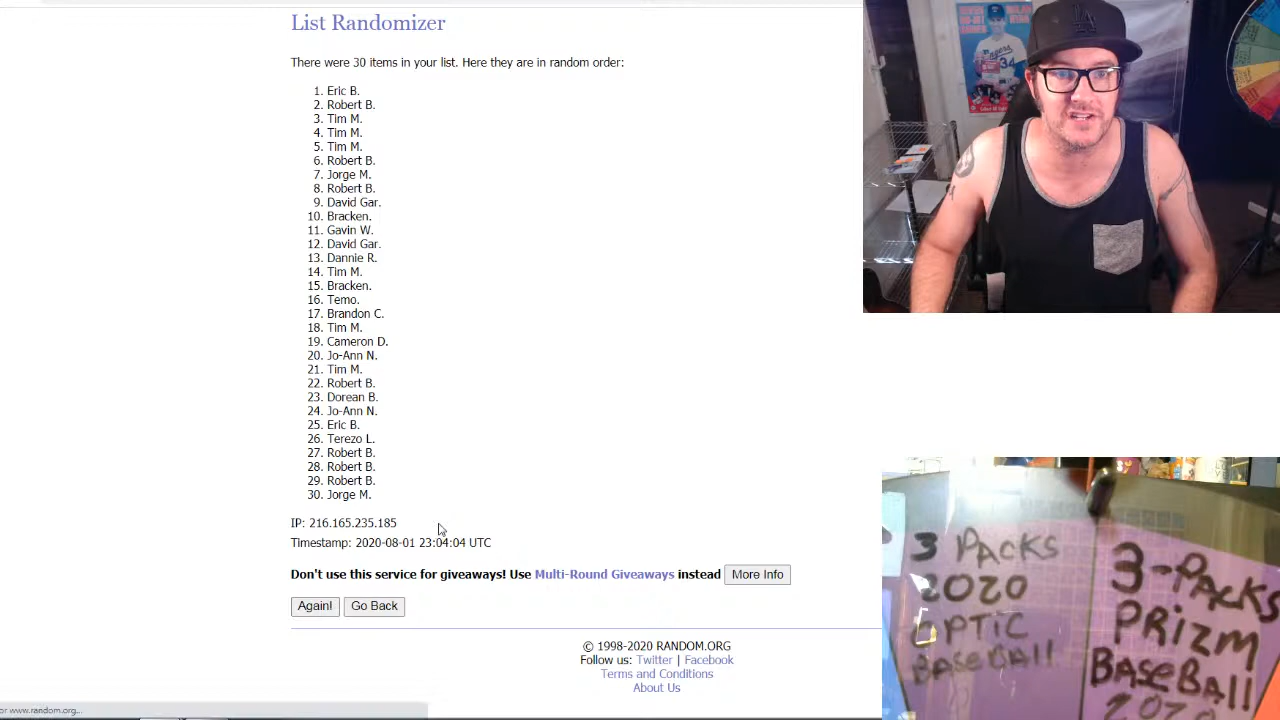 List Randomizer
There were 30 items in your list. Here they are in random order:
1. Eric B.
2. Robert B.
3. Tim M.
4. Tim M.
5. Tim M.
6. Robert B.
7. Jorge M.
8. Robert B.
9. David Gar.
10. Bracken.
11. Gavin W.
12. David Gar.
13. Dannie R.
14. Tim M.
15. Bracken.
16. Temo.
17. Brandon C.
18. Tim M.
19. Cameron D.
20. Jo-Ann N.
21. Tim M.
22. Robert B.
23. Dorean B.
24. Jo-Ann N.
25. Eric B.
26. Terezo L.
27. Robert B.
28. Robert B.
29. Robert B.
30. Jorge M.
IP: 216.165.235.185
Timestamp: 2020-08-01 23:04:04 UTC
Don't use this service for giveaways! Use Multi-Round Giveaways instead More Info
Again! Go Back
© 1998-2020 RANDOM.ORG
Follow us: Twitter | Facebook
Terms and Conditions
About Us
or www.random.org...
34
LA
3 PACKS
2020
OPTIC
BASEBALL
3-PACKS
PRIZM
BASEBALL
2020